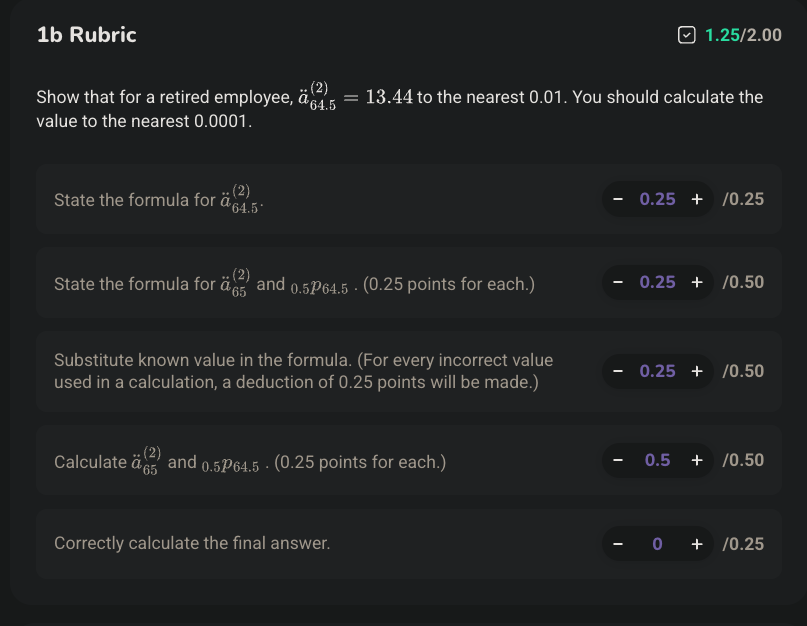 1b Rubric
1.25/2.00
Show that for a retired employee, $\ddot{a}_{64.5}^{(2)} = 13.44$ to the nearest 0.01. You should calculate the
value to the nearest 0.0001.
State the formula for $\ddot{a}_{64.5}^{(2)}$.
− 0.25 + /0.25
State the formula for $\ddot{a}_{65}^{(2)}$ and ${}_{0.5}p_{64.5}$ . (0.25 points for each.)
− 0.25 + /0.50
Substitute known value in the formula. (For every incorrect value
used in a calculation, a deduction of 0.25 points will be made.)
− 0.25 + /0.50
Calculate $\ddot{a}_{65}^{(2)}$ and ${}_{0.5}p_{64.5}$ . (0.25 points for each.)
− 0.5 + /0.50
Correctly calculate the final answer.
− 0 + /0.25